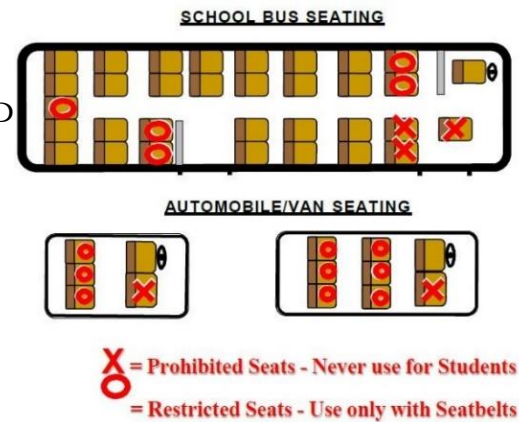 SCHOOL BUS SEATING
D
AUTOMOBILE/VAN SEATING
X = Prohibited Seats - Never use for Students
O = Restricted Seats - Use only with Seatbelts